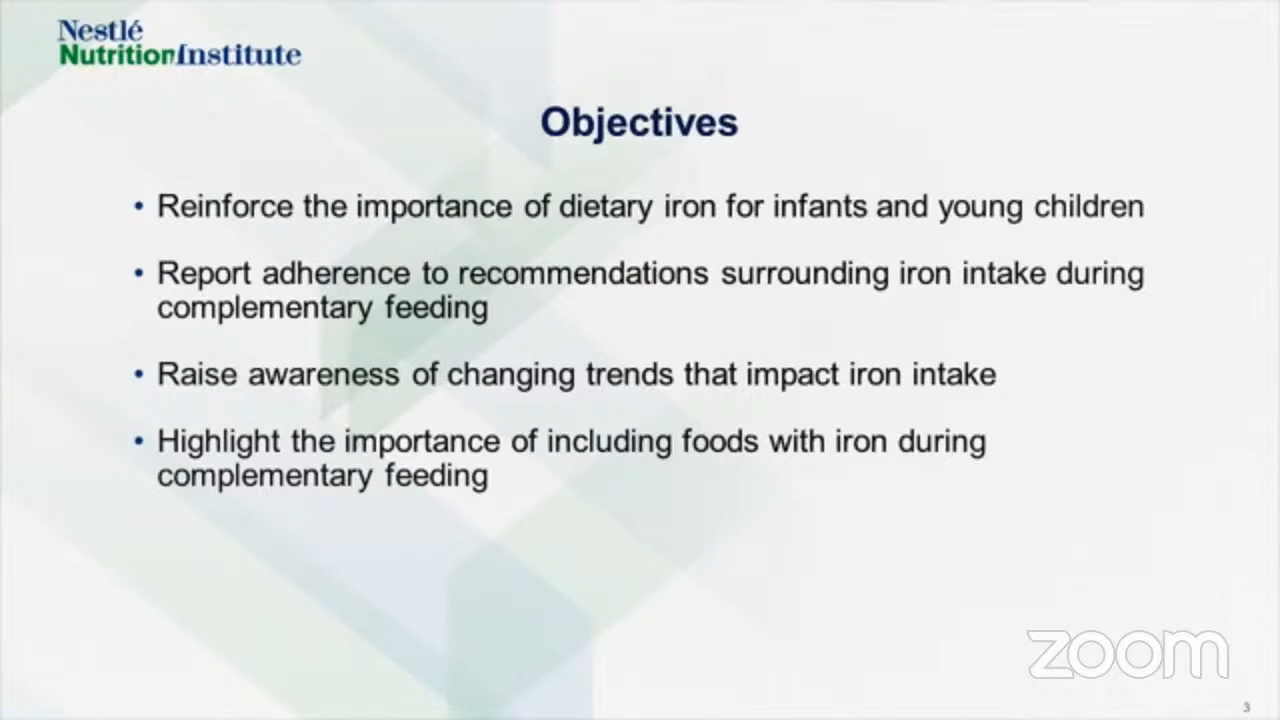 Nestlé
NutritionInstitute
Objectives
• Reinforce the importance of dietary iron for infants and young children
• Report adherence to recommendations surrounding iron intake during
complementary feeding
• Raise awareness of changing trends that impact iron intake
• Highlight the importance of including foods with iron during
complementary feeding
zoom
3